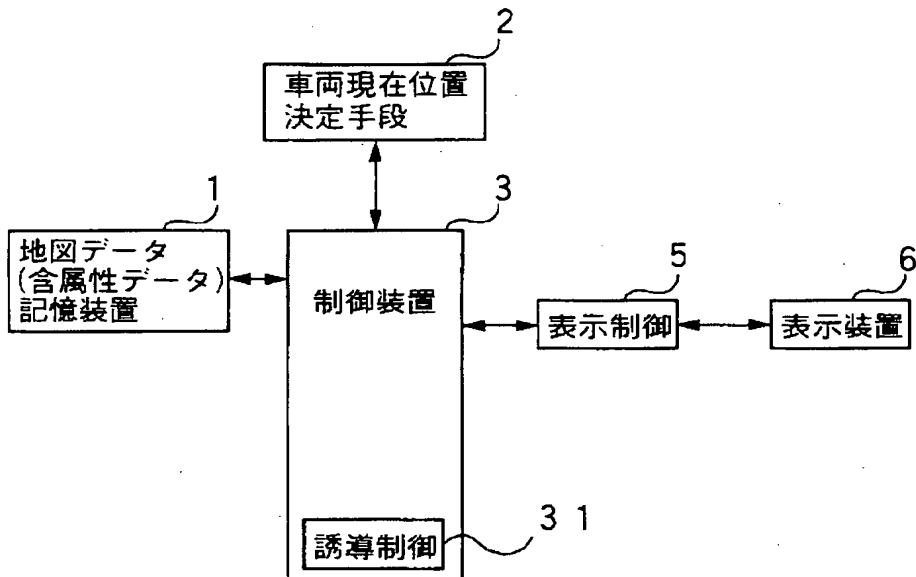 2
車両現在位置
決定手段
1
3
地図データ
(含属性データ)
記憶装置
制御装置
5
表示制御
6
表示装置
誘導制御
31